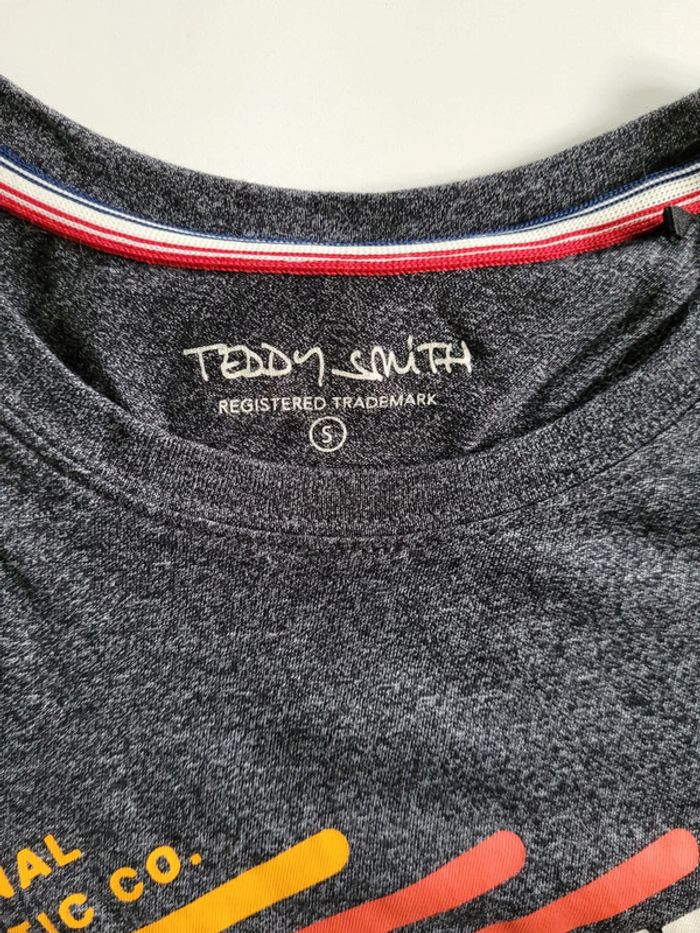 TEDDY SMITH
REGISTERED TRADEMARK
S
NAL
TIC CO.